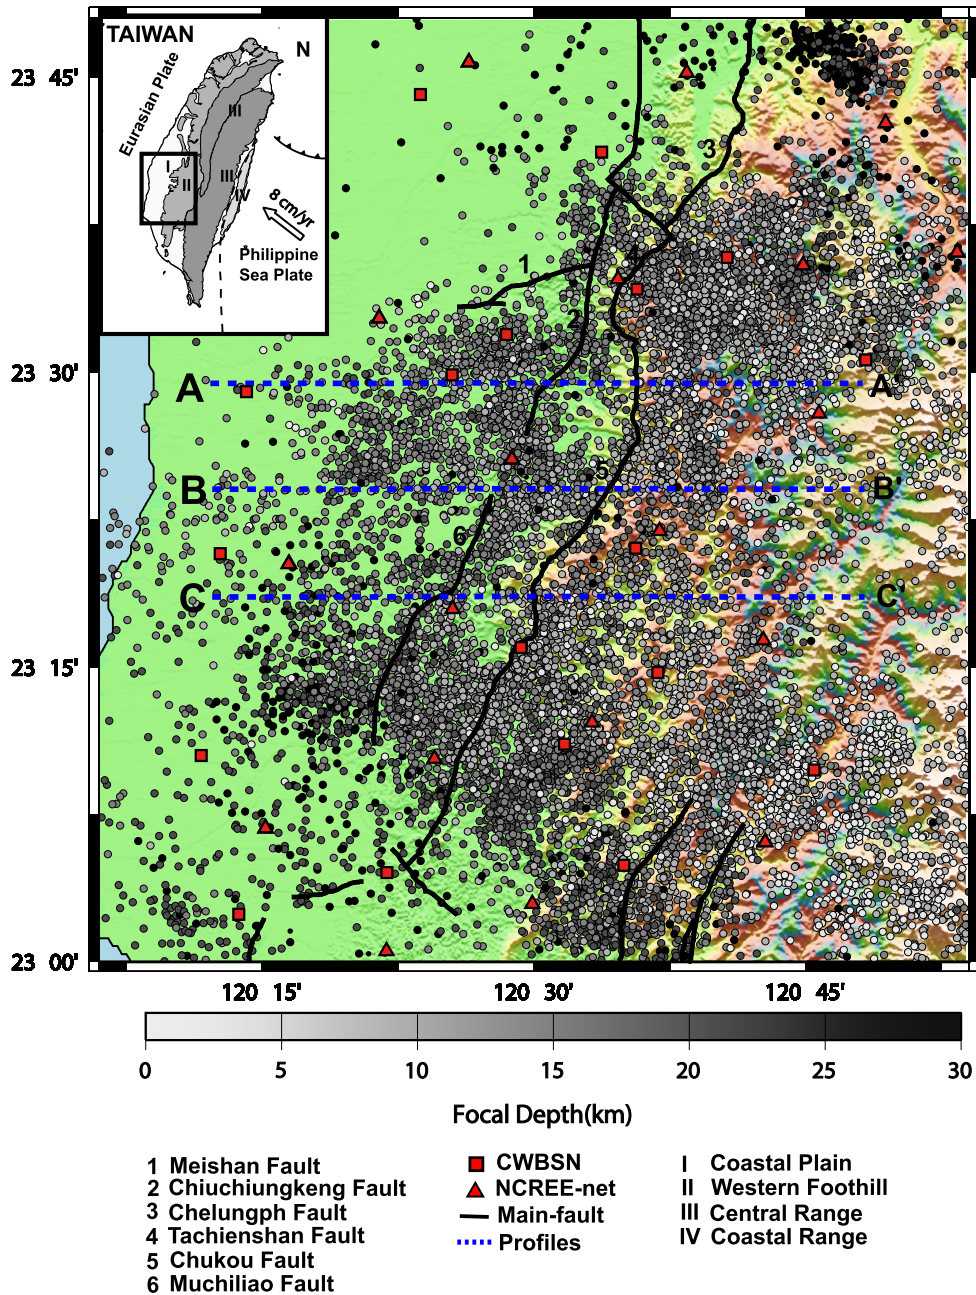 TAIWAN
N
Eurasian Plate
III
I
II
III
IV
8 cm/yr
Philippine
Sea Plate
23 45'
23 30'
23 15'
23 00'
3
4
1
2
A A'
5
B B'
6
C C'
120 15' 120 30' 120 45'
0 5 10 15 20 25 30
Focal Depth(km)
1 Meishan Fault
2 Chiuchiungkeng Fault
3 Chelungph Fault
4 Tachienshan Fault
5 Chukou Fault
6 Muchiliao Fault
CWBSN
NCREE-net
Main-fault
Profiles
I Coastal Plain
II Western Foothill
III Central Range
IV Coastal Range